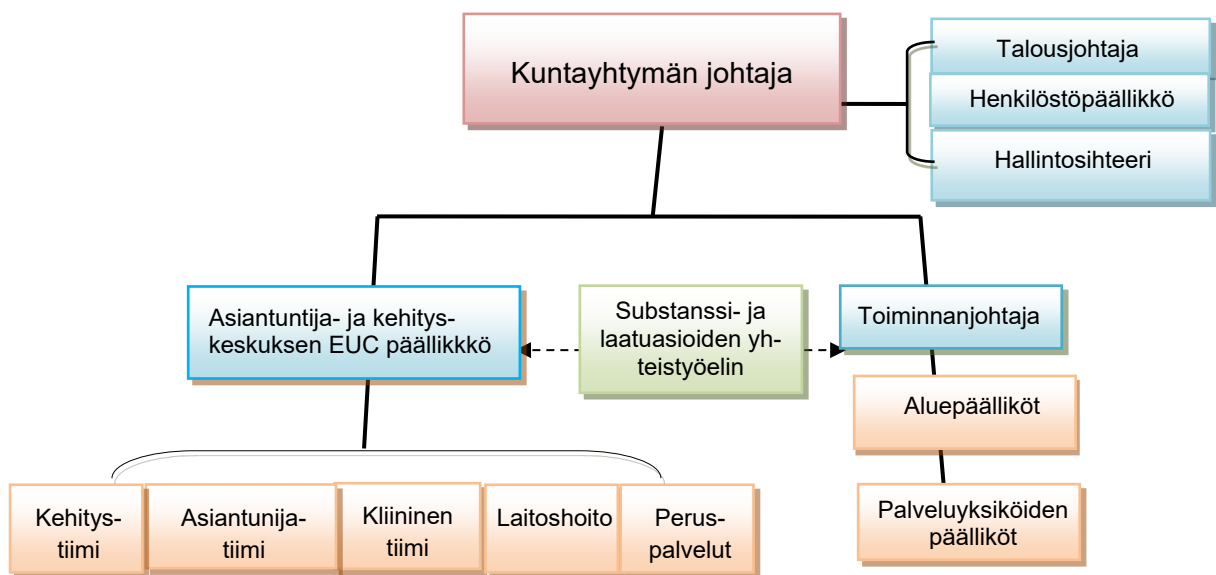 Kuntayhtymän johtaja
Talousjohtaja
Henkilöstöpäällikkö
Hallintosihteeri
Asiantuntija- ja kehitys-
keskuksen EUC päällikkkö
Substanssi- ja
laatuasioiden yh-
teistyöelin
Toiminnanjohtaja
Aluepäälliköt
Palveluyksiköiden
päälliköt
Kehitys-
tiimi
Asiantunija-
tiimi
Kliininen
tiimi
Laitoshoito
Perus-
palvelut